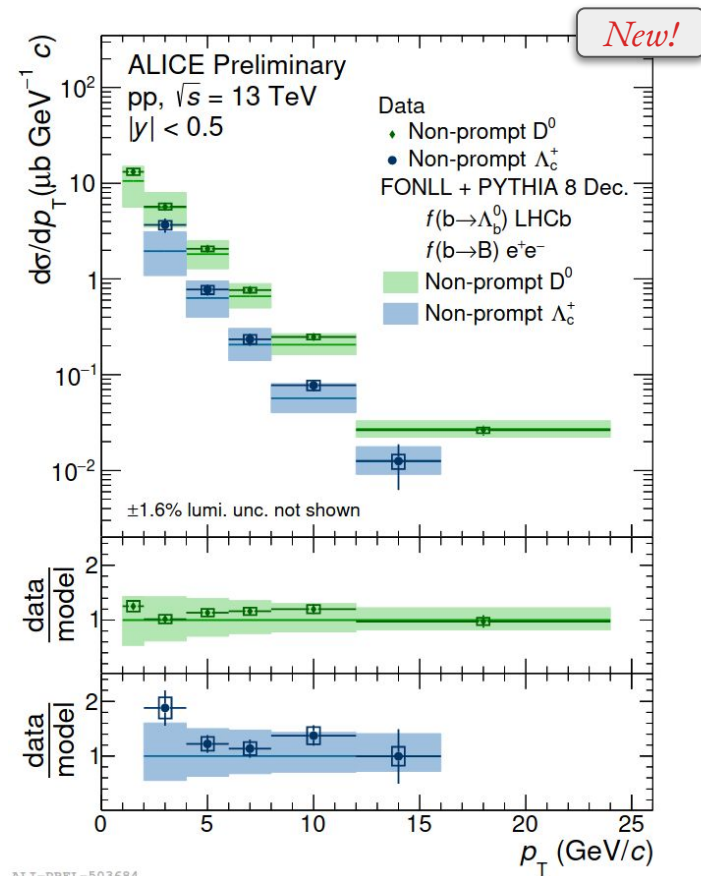 New!
ALICE Preliminary
pp, √s = 13 TeV
|y| < 0.5
Data
Non-prompt D⁰
Non-prompt Λc⁺
FONLL + PYTHIA 8 Dec.
f(b→Λb⁰) LHCb
f(b→B) e⁺e⁻
Non-prompt D⁰
Non-prompt Λc⁺
±1.6% lumi. unc. not shown
dσ/dpT(μb GeV⁻¹ c)
10²
10
1
10⁻¹
10⁻²
data
model
2
1
data
model
2
1
0 5 10 15 20 25
pT (GeV/c)